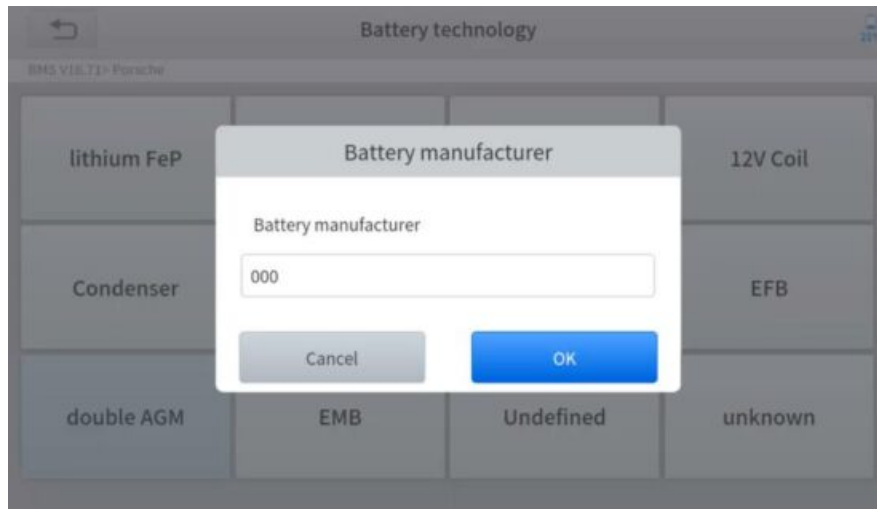 Battery technology
BMS V10.71> Porsche
Battery manufacturer
lithium FeP
12V Coil
Battery manufacturer
000
Condenser
EFB
Cancel
OK
double AGM
EMB
Undefined
unknown